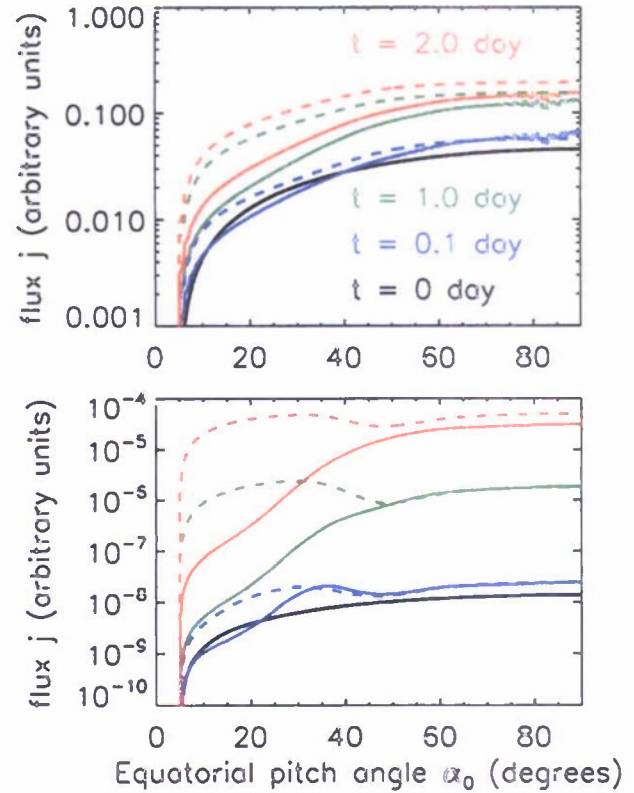 flux j (arbitrary units)
1.000
0.100
0.010
0.001
t = 2.0 day
t = 1.0 day
t = 0.1 day
t = 0 day
0 20 40 60 80
flux j (arbitrary units)
10⁻⁴
10⁻⁵
10⁻⁶
10⁻⁷
10⁻⁸
10⁻⁹
10⁻¹⁰
0 20 40 60 80
Equatorial pitch angle α₀ (degrees)